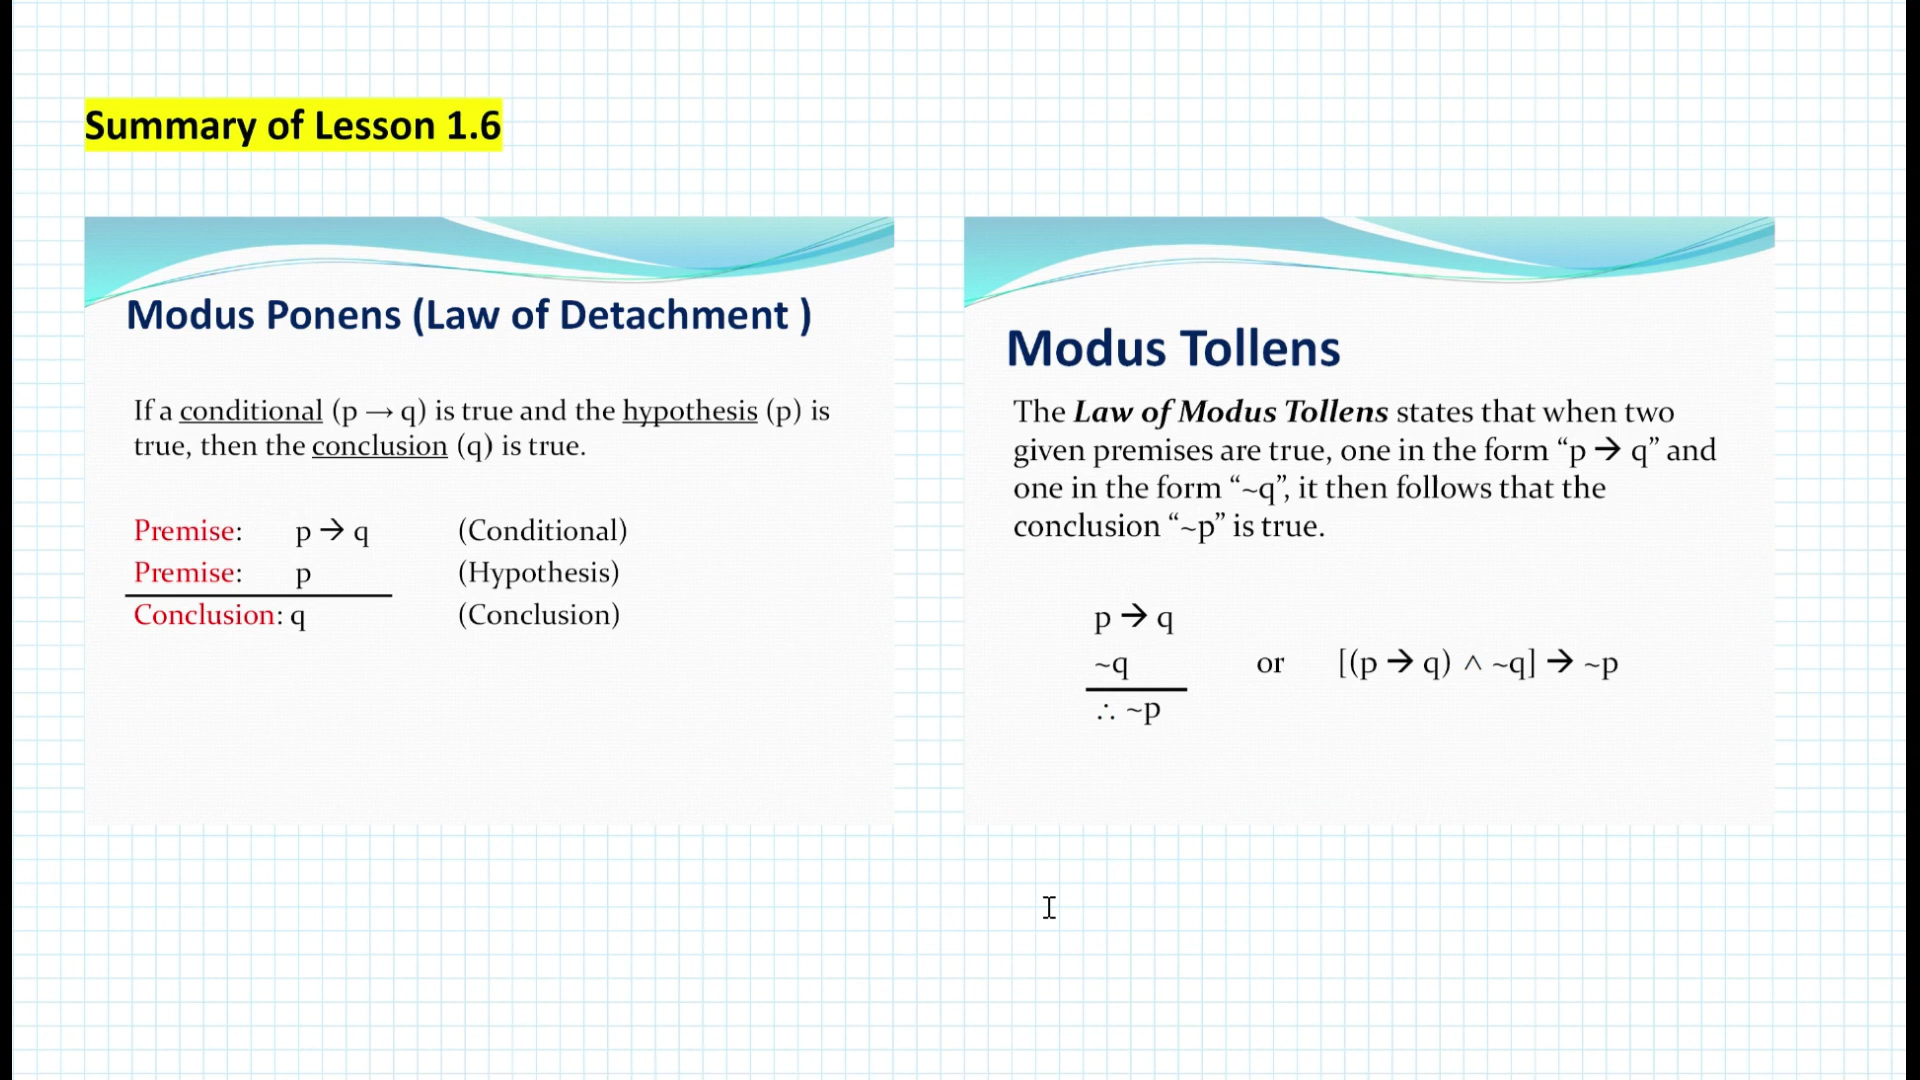 Summary of Lesson 1.6
Modus Ponens (Law of Detachment )
If a conditional (p → q) is true and the hypothesis (p) is
true, then the conclusion (q) is true.
Premise: p → q (Conditional)
Premise: p (Hypothesis)
Conclusion: q (Conclusion)
Modus Tollens
The Law of Modus Tollens states that when two
given premises are true, one in the form “p → q” and
one in the form “~q”, it then follows that the
conclusion “~p” is true.
p → q
~q or [(p → q) ∧ ~q] → ~p
∴ ~p